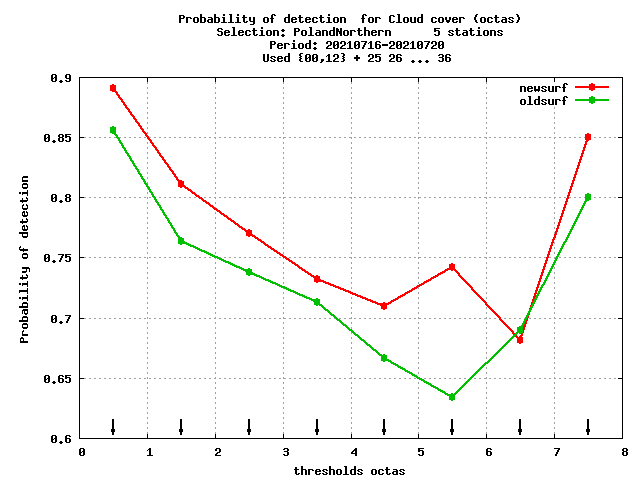 Probability of detection  for Cloud cover (octas)
Selection: PolandNorthern      5 stations
Period: 20210716-20210720
Used {00,12} + 25 26 ... 36
0.9
newsurf
oldsurf
0.85
0.8
0.75
0.7
0.65
0.6
Probability of detection
0 1 2 3 4 5 6 7 8
thresholds octas